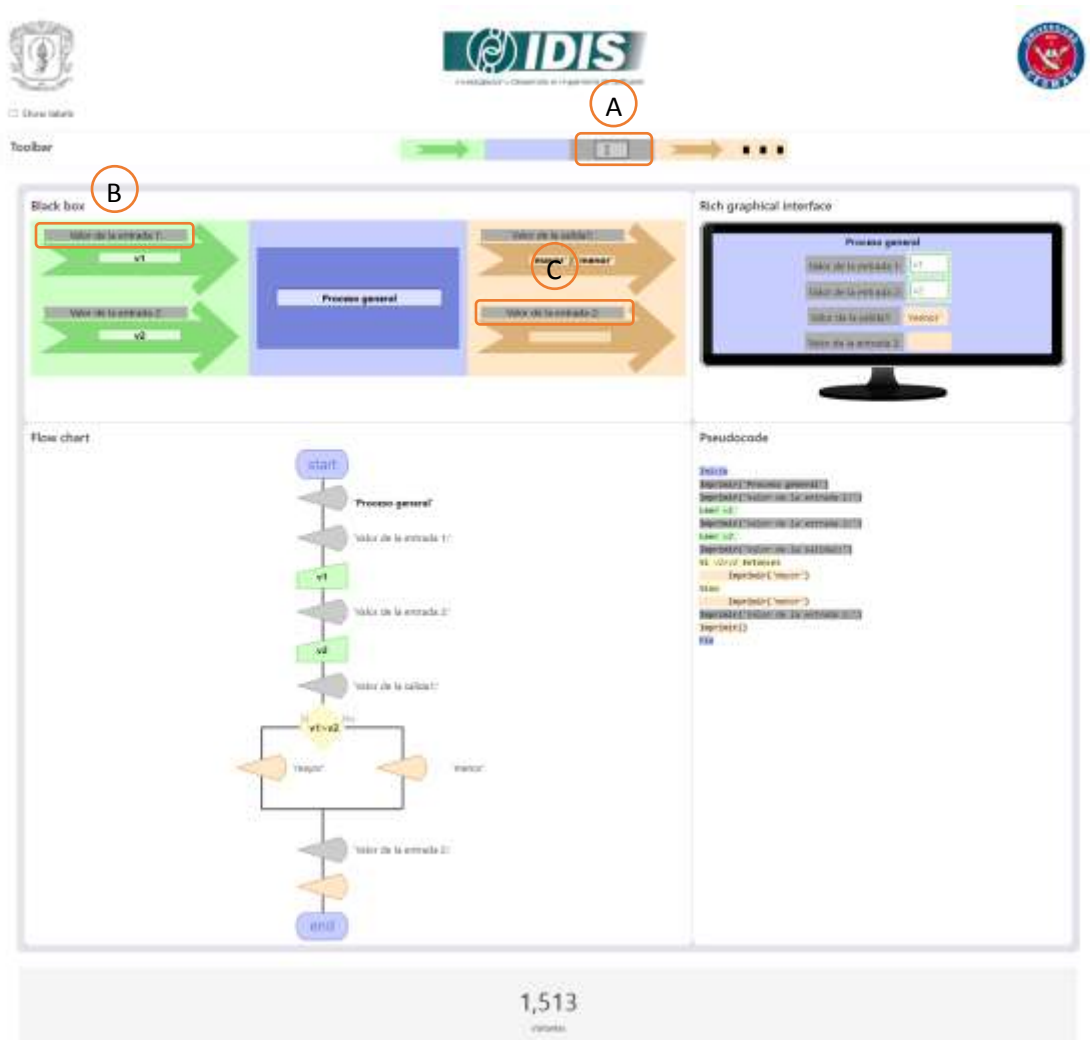 IDIS
Show labels
A
Toolbar
B
Black box
Valor de la entrada 1:
v1
Valor de la entrada 2:
v2
Proceso general
Valor de la salida1:
'mayor' / 'menor'
C
Valor de la entrada 2:
Rich graphical interface
Proceso general
Valor de la entrada 1:
v1
Valor de la entrada 2:
v2
Valor de la salida1:
'menor'
Valor de la entrada 2:
Flow chart
start
'Proceso general'
'Valor de la entrada 1:'
v1
'Valor de la entrada 2:'
v2
'Valor de la salida1:'
v1>v2
'mayor'
'menor'
'Valor de la entrada 2:'
end
Pseudocode
Inicio
Imprimir('Proceso general')
Imprimir('Valor de la entrada 1:')
Leer v1
Imprimir('Valor de la entrada 2:')
Leer v2
Imprimir('Valor de la salida1:')
Si v1>v2 Entonces
Imprimir('mayor')
Sino
Imprimir('menor')
Imprimir('Valor de la entrada 2:')
Imprimir()
Fin
1,513